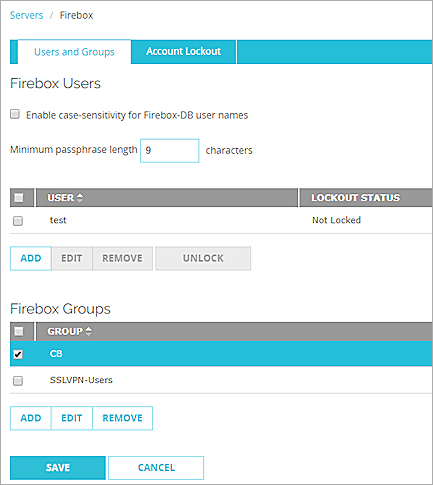 Servers / Firebox
Users and Groups Account Lockout
Firebox Users
Enable case-sensitivity for Firebox-DB user names
Minimum passphrase length 9 characters
USER LOCKOUT STATUS
test Not Locked
ADD EDIT REMOVE UNLOCK
Firebox Groups
GROUP
CB
SSLVPN-Users
ADD EDIT REMOVE
SAVE CANCEL